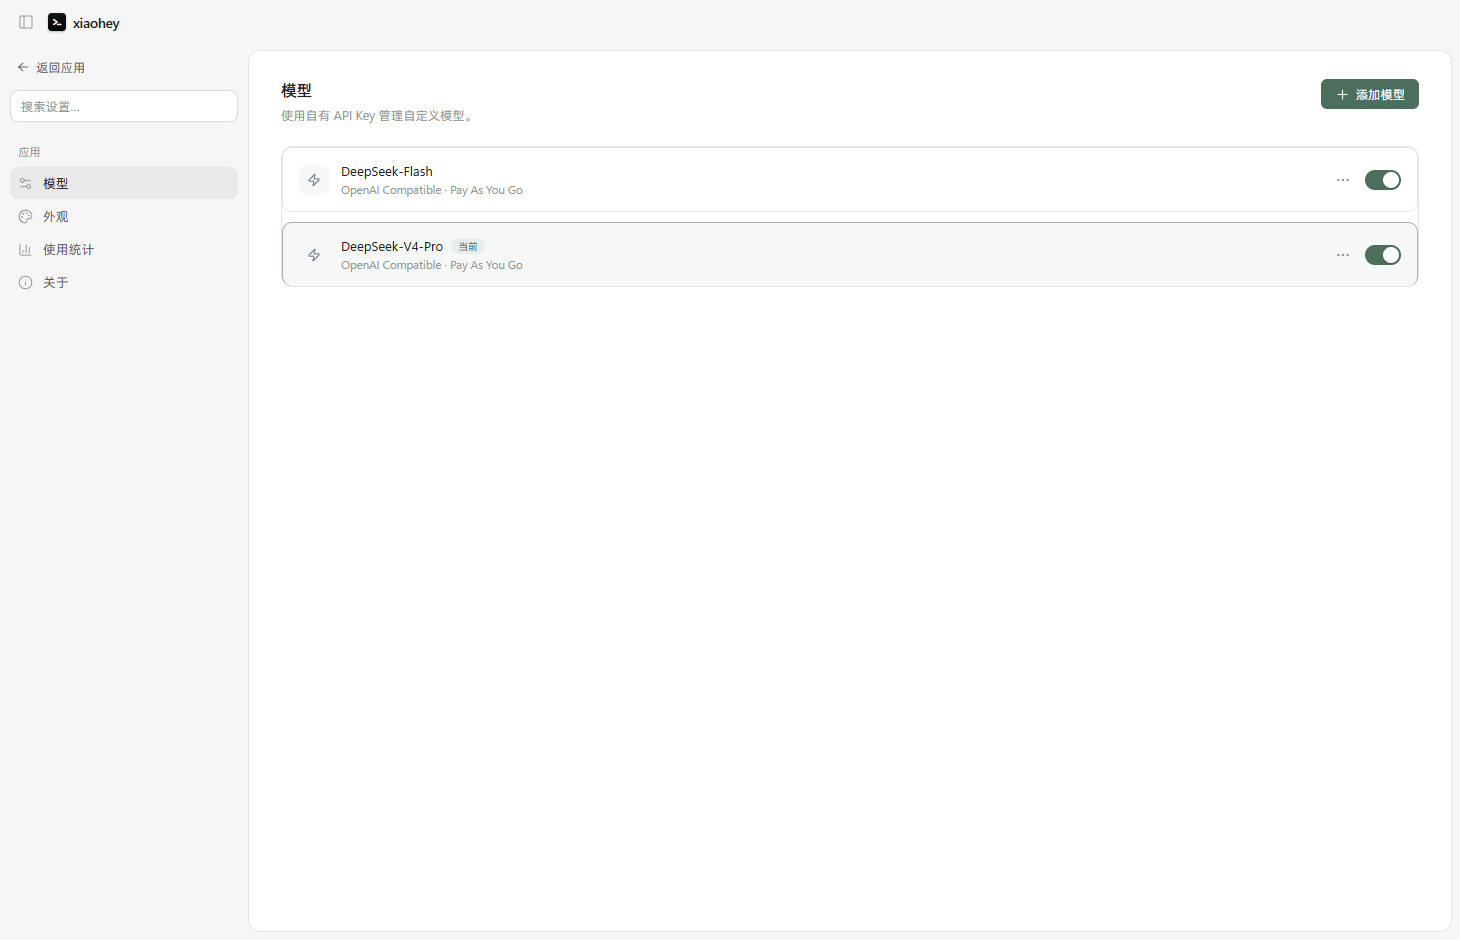 xiaohey
返回应用
搜索设置...
应用
模型
外观
使用统计
关于
模型
使用自有 API Key 管理自定义模型。
添加模型
DeepSeek-Flash
OpenAI Compatible · Pay As You Go
DeepSeek-V4-Pro 当前
OpenAI Compatible · Pay As You Go